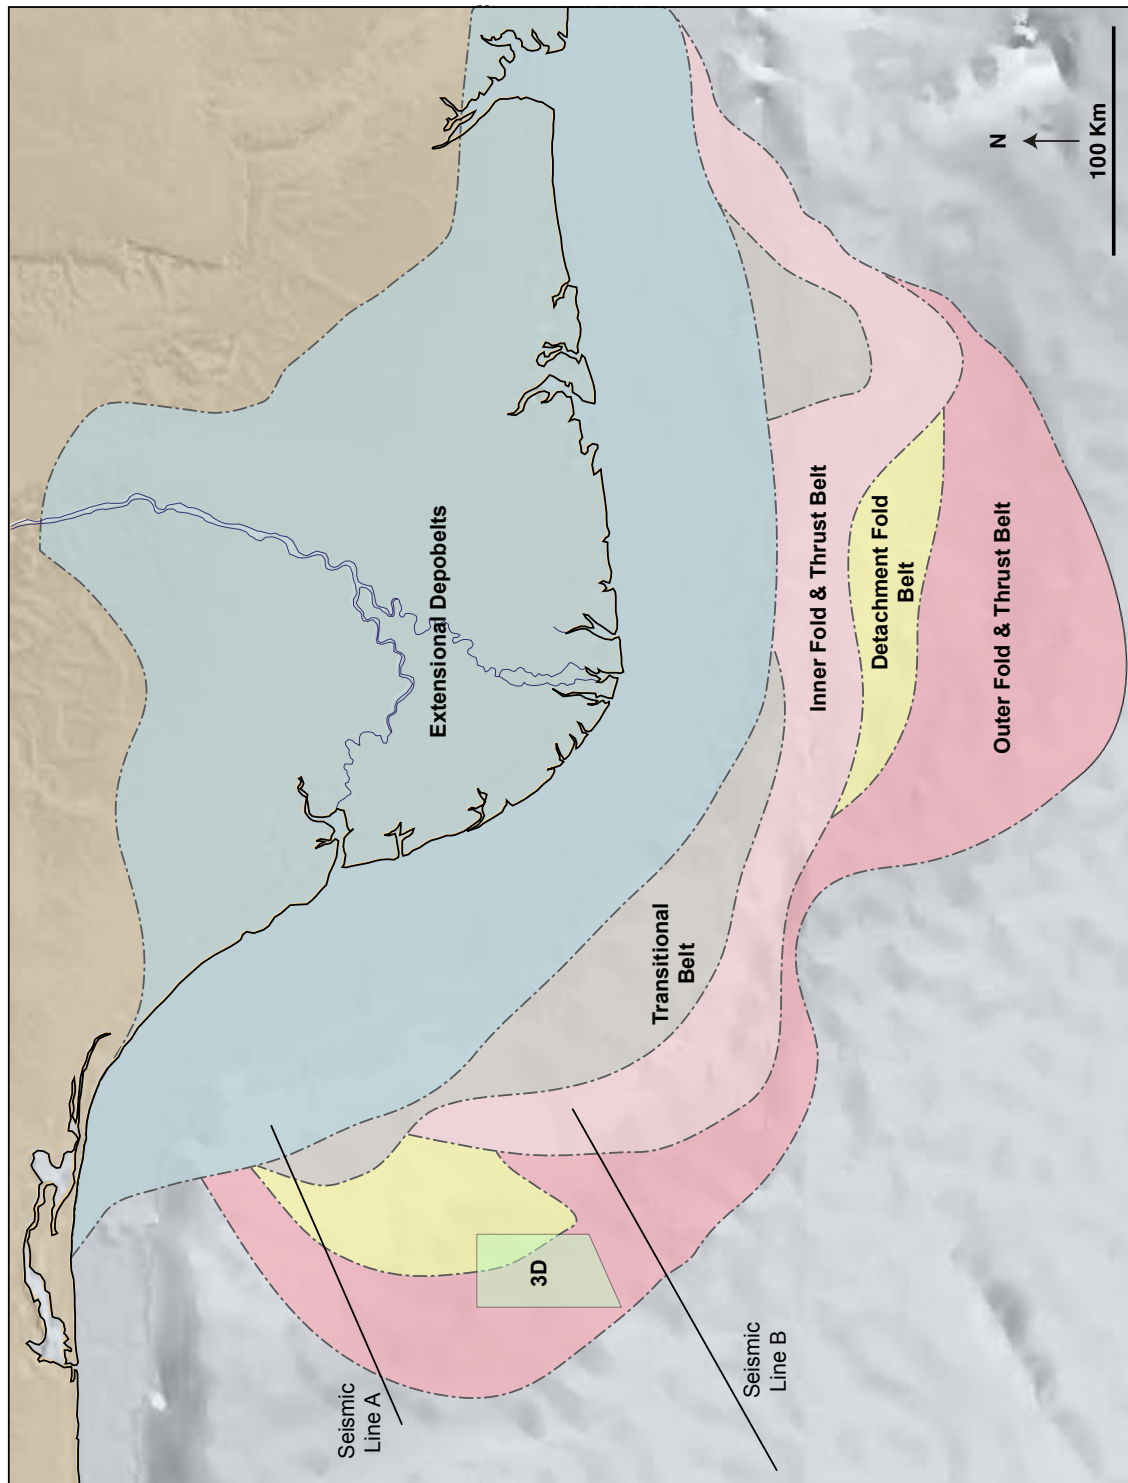 N
100 Km
Extensional Depobelts
Inner Fold & Thrust Belt
Detachment Fold
Belt
Outer Fold & Thrust Belt
Transitional
Belt
3D
Seismic
Line A
Seismic
Line B